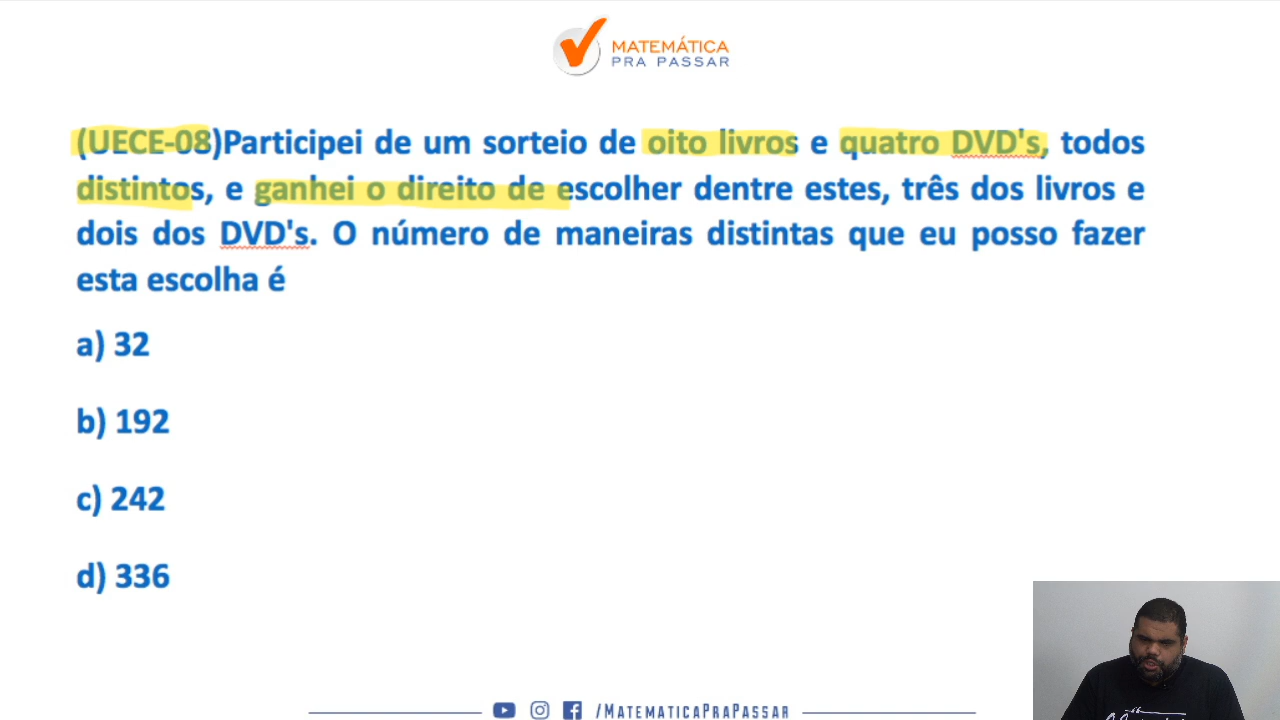 MATEMÁTICA
PRA PASSAR
(UECE-08)Participei de um sorteio de oito livros e quatro DVD's, todos
distintos, e ganhei o direito de escolher dentre estes, três dos livros e
dois dos DVD's. O número de maneiras distintas que eu posso fazer
esta escolha é
a) 32
b) 192
c) 242
d) 336
/MATEMATICAPRAPASSAR